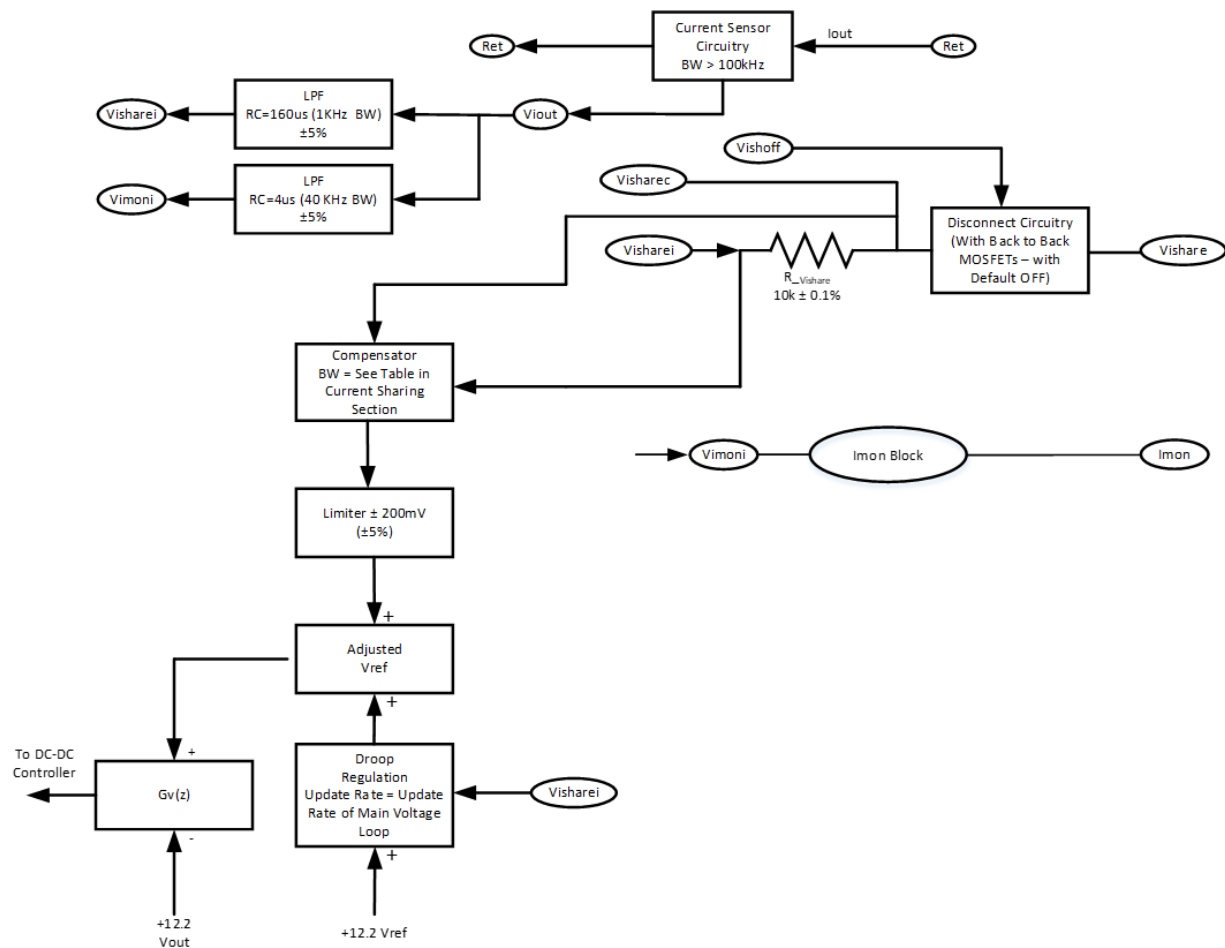 Current Sensor
Circuitry
BW > 100kHz
Ret
Iout
Ret
LPF
RC=160us (1KHz BW)
±5%
Visharei
Viout
Vishoff
LPF
RC=4us (40 KHz BW)
±5%
Vimoni
Visharec
Disconnect Circuitry
(With Back to Back
MOSFETs – with
Default OFF)
Visharei
Vishare
R_Vishare
10k ± 0.1%
Compensator
BW = See Table in
Current Sharing
Section
Vimoni
Imon Block
Imon
Limiter ± 200mV
(±5%)
+
Adjusted
Vref
+
To DC-DC
Controller
+
Gv(z)
-
Droop
Regulation
Update Rate = Update
Rate of Main Voltage
Loop
Visharei
+
+12.2
Vout
+12.2 Vref